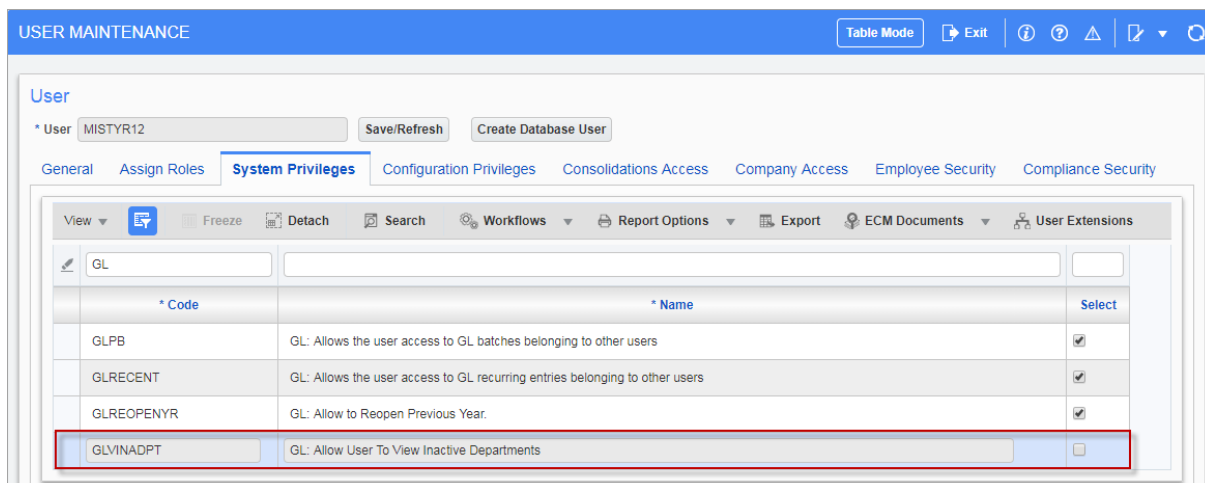 USER MAINTENANCE Table Mode Exit
User
* User MISTYR12 Save/Refresh Create Database User
General Assign Roles System Privileges Configuration Privileges Consolidations Access Company Access Employee Security Compliance Security
View Freeze Detach Search Workflows Report Options Export ECM Documents User Extensions
GL
* Code * Name Select
GLPB GL: Allows the user access to GL batches belonging to other users
GLRECENT GL: Allows the user access to GL recurring entries belonging to other users
GLREOPENYR GL: Allow to Reopen Previous Year.
GLVINADPT GL: Allow User To View Inactive Departments